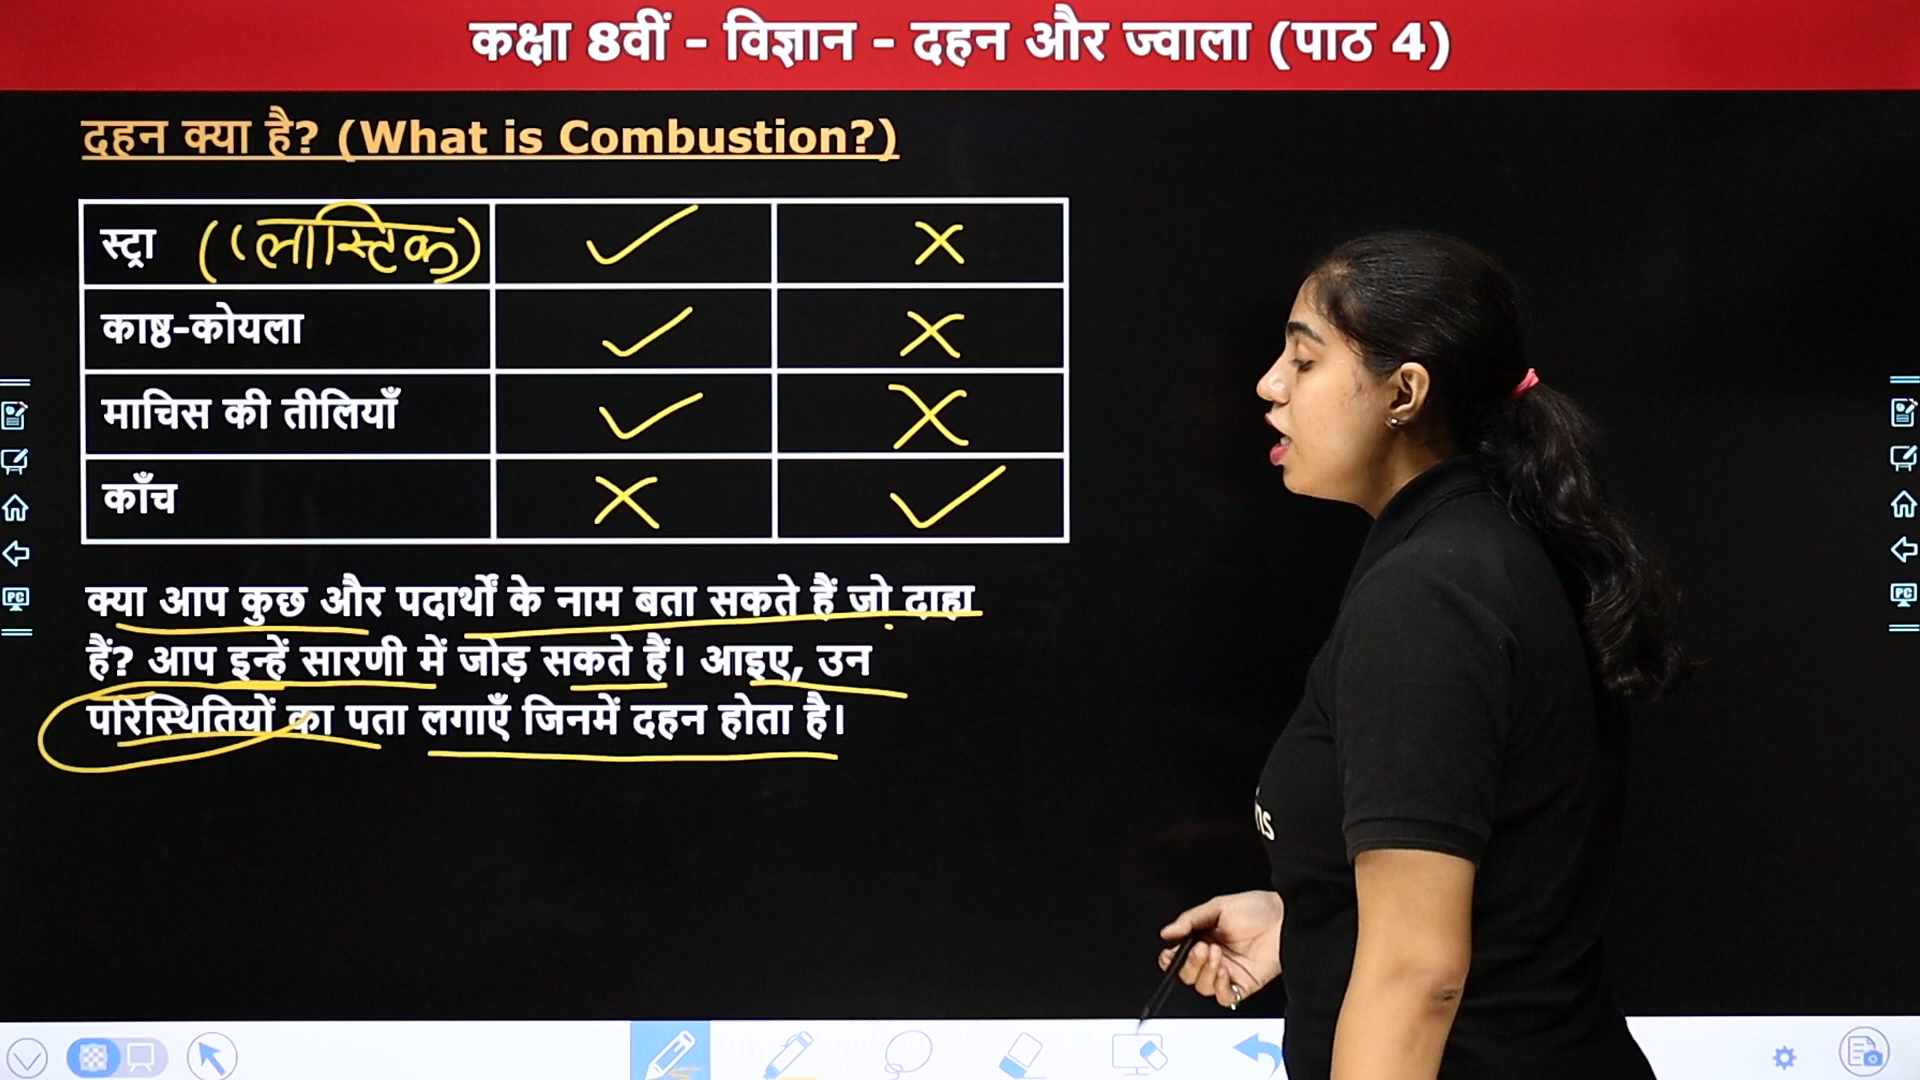 कक्षा 8वीं - विज्ञान - दहन और ज्वाला (पाठ 4)
दहन क्या है? (What is Combustion?)
स्ट्रा (प्लास्टिक)
काष्ठ-कोयला
माचिस की तीलियाँ
काँच
क्या आप कुछ और पदार्थों के नाम बता सकते हैं जो दाह्य
हैं? आप इन्हें सारणी में जोड़ सकते हैं। आइए, उन
परिस्थितियों का पता लगाएँ जिनमें दहन होता है।